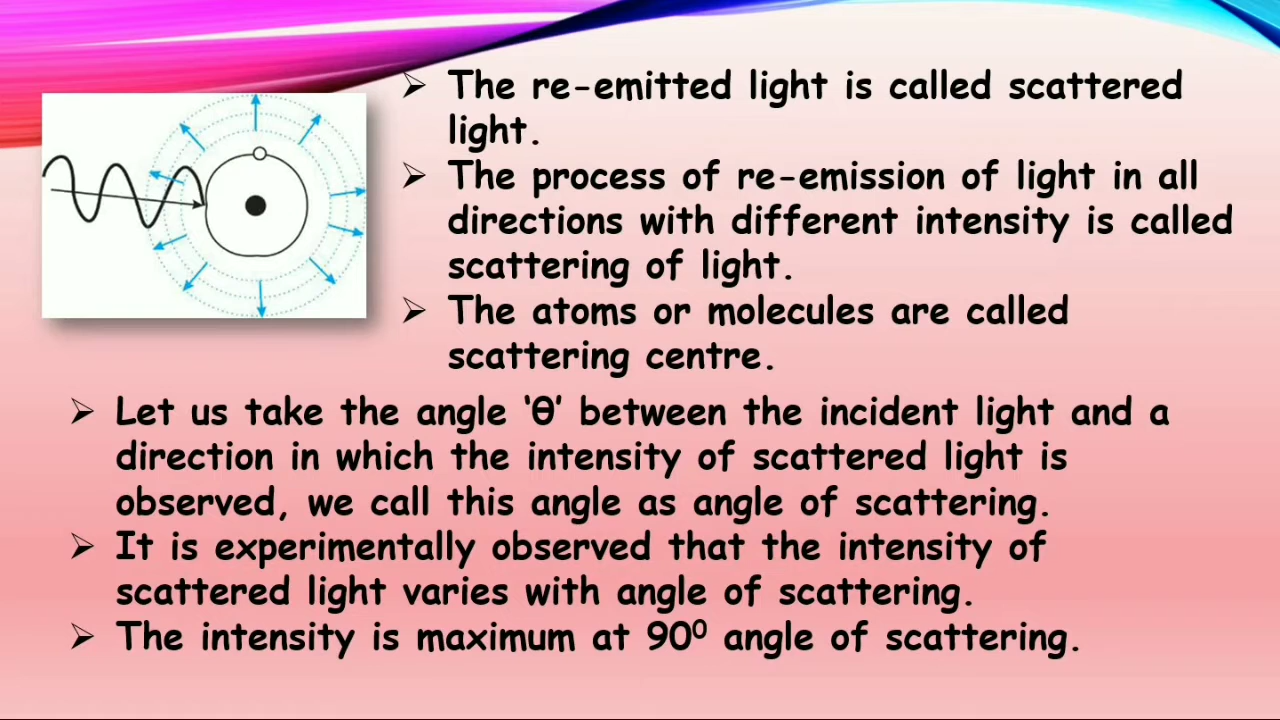 ➢ The re-emitted light is called scattered
light.
➢ The process of re-emission of light in all
directions with different intensity is called
scattering of light.
➢ The atoms or molecules are called
scattering centre.
➢ Let us take the angle ‘θ’ between the incident light and a
direction in which the intensity of scattered light is
observed, we call this angle as angle of scattering.
➢ It is experimentally observed that the intensity of
scattered light varies with angle of scattering.
➢ The intensity is maximum at 90⁰ angle of scattering.